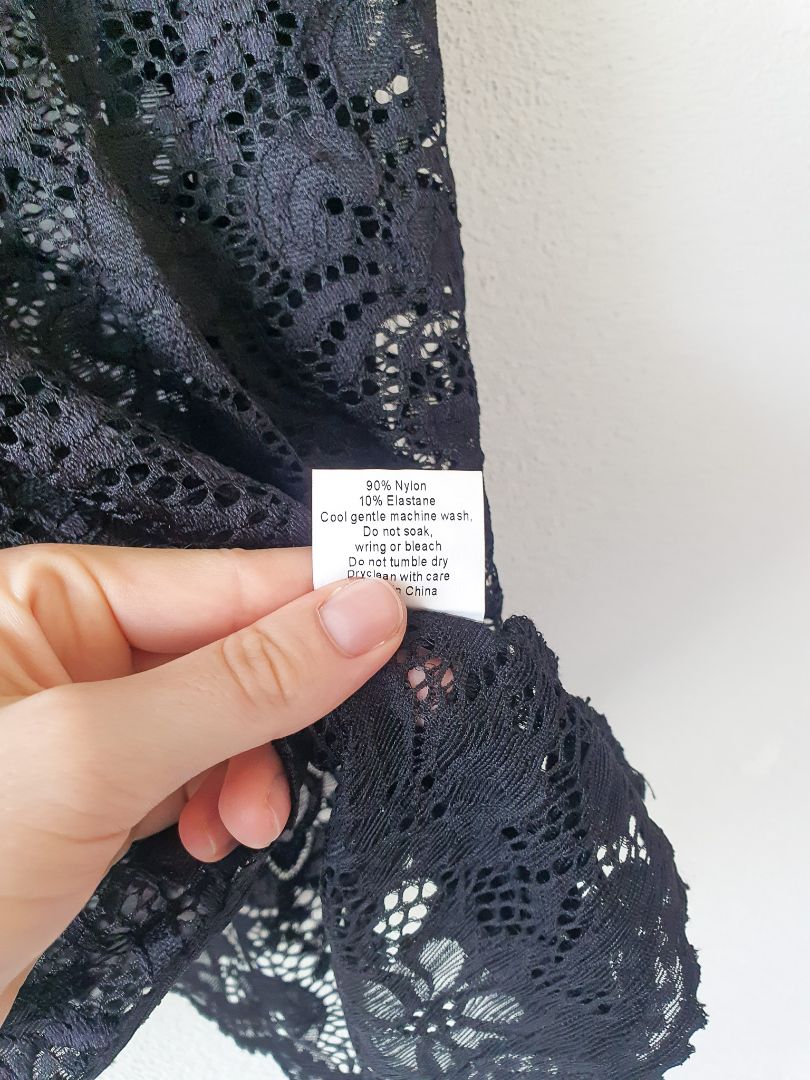 90% Nylon
10% Elastane
Cool gentle machine wash,
Do not soak,
wring or bleach
Do not tumble dry
Dryclean with care
China